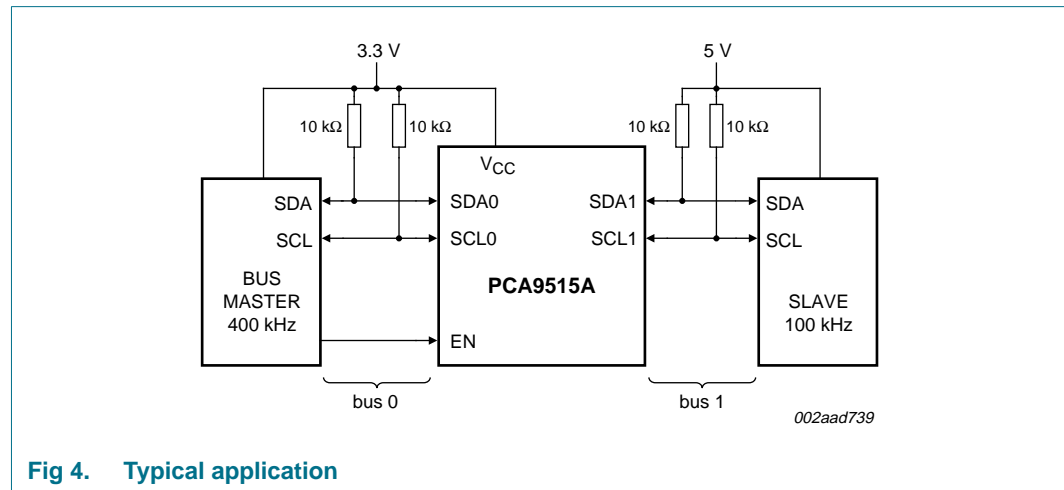 3.3 V
5 V
10 kΩ
10 kΩ
10 kΩ
10 kΩ
VCC
SDA
SDA0
SDA1
SDA
SCL
SCL0
SCL1
SCL
BUS
MASTER
400 kHz
PCA9515A
SLAVE
100 kHz
EN
bus 0
bus 1
002aad739
Fig 4. Typical application